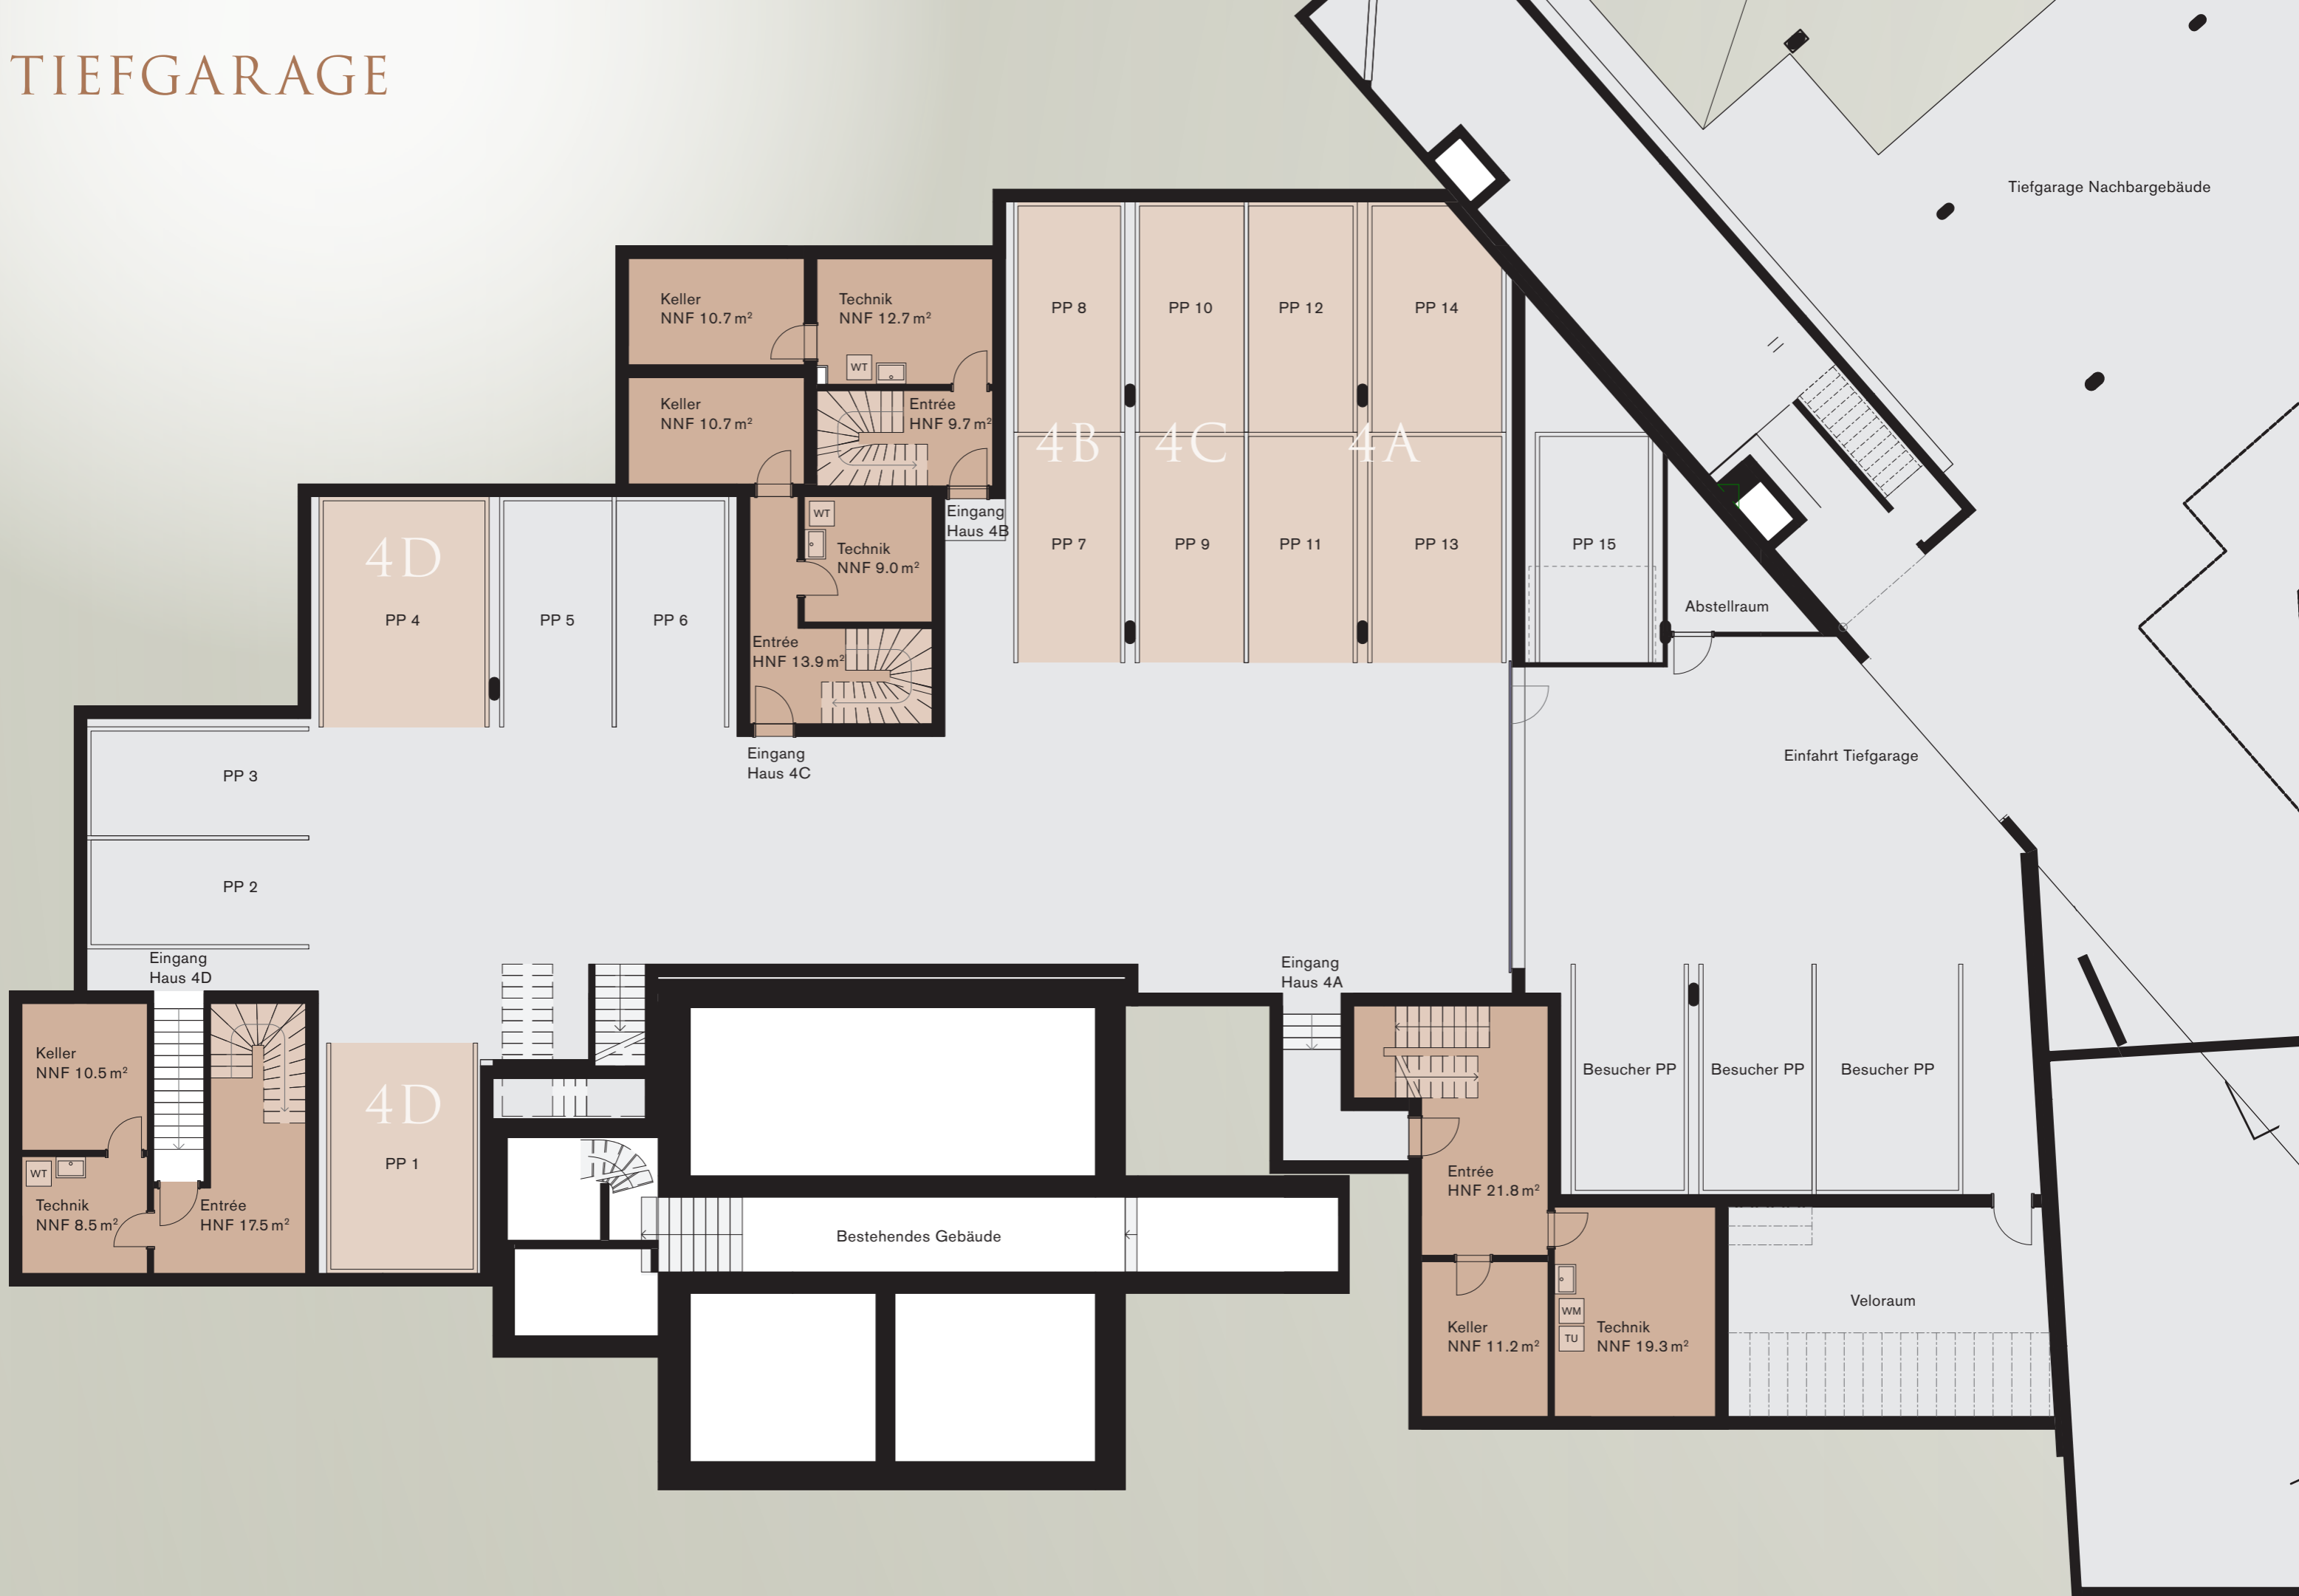 TIEFGARAGE
Tiefgarage Nachbargebäude
Keller
NNF 10.7 m²
Technik
NNF 12.7 m²
WT
PP 8
PP 10
PP 12
PP 14
Keller
NNF 10.7 m²
Entrée
HNF 9.7 m²
4B
4C
4A
Eingang
Haus 4B
WT
Technik
NNF 9.0 m²
PP 7
PP 9
PP 11
PP 13
PP 15
4D
PP 4
PP 5
PP 6
Abstellraum
Entrée
HNF 13.9 m²
Eingang
Haus 4C
Einfahrt Tiefgarage
PP 3
PP 2
Eingang
Haus 4D
Eingang
Haus 4A
Keller
NNF 10.5 m²
4D
PP 1
Besucher PP
Besucher PP
Besucher PP
WT
Technik
NNF 8.5 m²
Entrée
HNF 17.5 m²
Entrée
HNF 21.8 m²
Bestehendes Gebäude
Keller
NNF 11.2 m²
WM
TU
Technik
NNF 19.3 m²
Veloraum